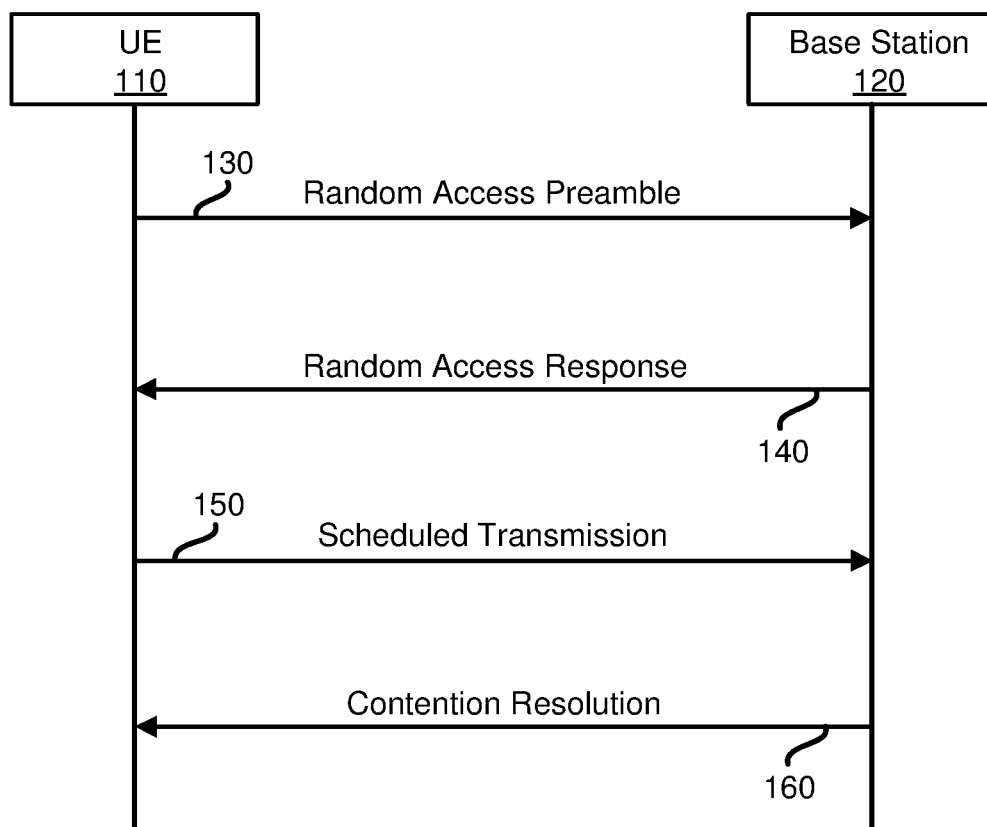 UE
110
Base Station
120
130
Random Access Preamble
Random Access Response
140
150
Scheduled Transmission
Contention Resolution
160